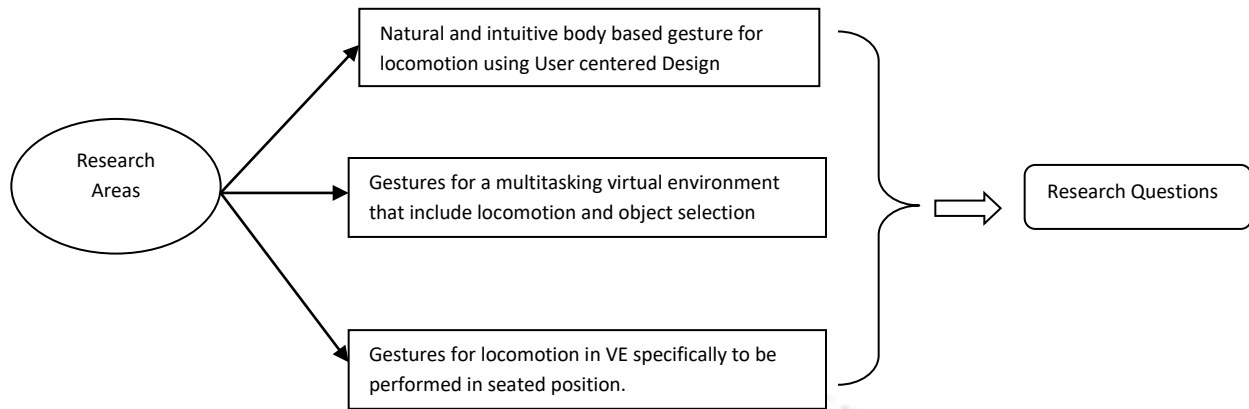 Natural and intuitive body based gesture for
locomotion using User centered Design
Research
Areas
Gestures for a multitasking virtual environment
that include locomotion and object selection
Research Questions
Gestures for locomotion in VE specifically to be
performed in seated position.